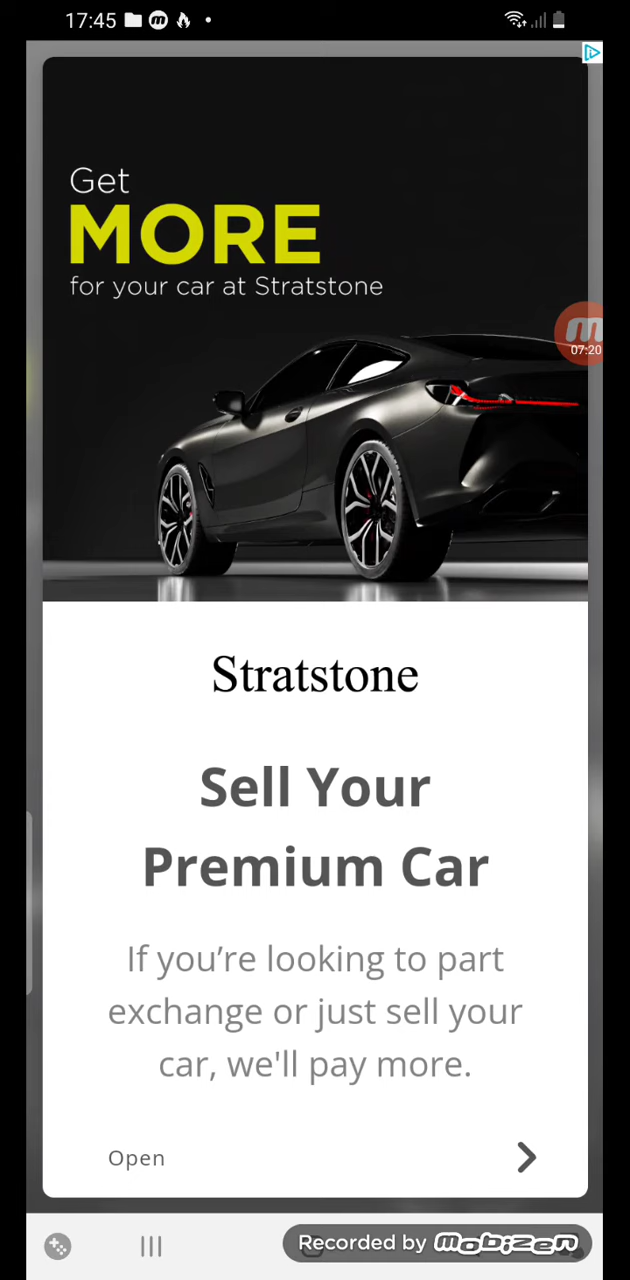 17:45
Get
MORE
for your car at Stratstone
07:20
Stratstone
Sell Your
Premium Car
If you’re looking to part
exchange or just sell your
car, we'll pay more.
Open
Recorded by mobizen